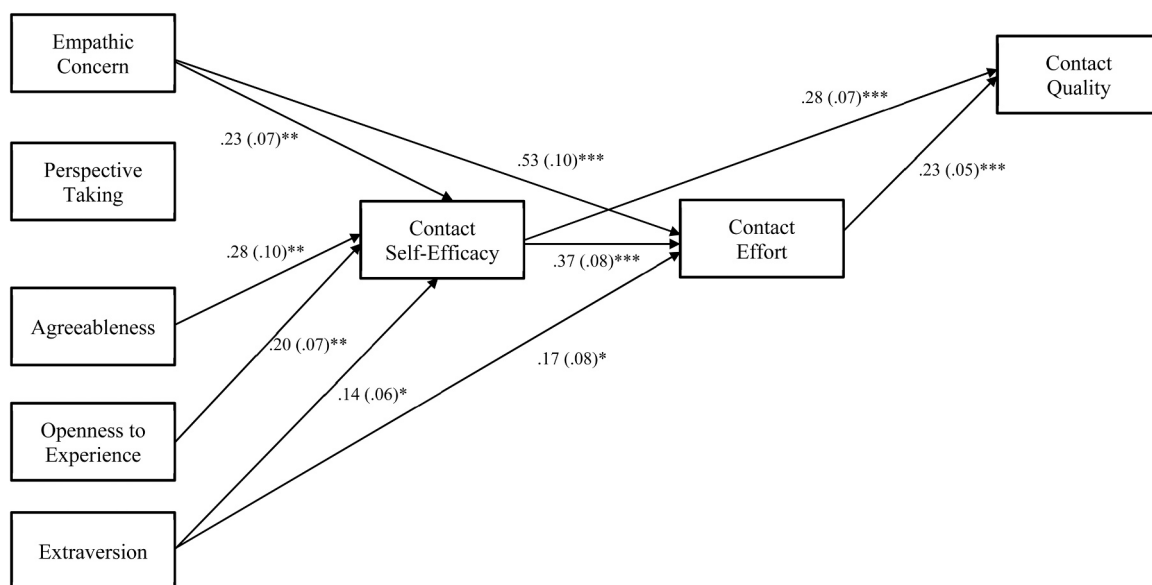 Empathic
Concern
Contact
Quality
.28 (.07)***
.23 (.07)**
.53 (.10)***
Perspective
Taking
.23 (.05)***
Contact
Self-Efficacy
Contact
Effort
.28 (.10)**
.37 (.08)***
Agreeableness
.20 (.07)**
.17 (.08)*
.14 (.06)*
Openness to
Experience
Extraversion